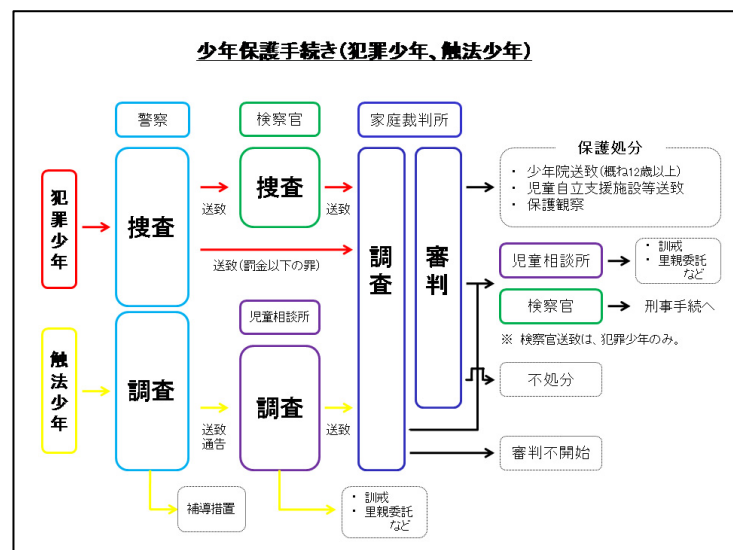 少年保護手続き(犯罪少年、触法少年)
警察
検察官
家庭裁判所
保護処分
・ 少年院送致(概ね12歳以上)
・ 児童自立支援施設等送致
・ 保護観察
犯罪少年
捜査
送致
捜査
送致
送致(罰金以下の罪)
調査
審判
児童相談所
・ 訓戒
・ 里親委託
など
検察官
刑事手続へ
※ 検察官送致は、犯罪少年のみ。
児童相談所
触法少年
調査
送致
通告
調査
送致
不処分
審判不開始
補導措置
・ 訓戒
・ 里親委託
など